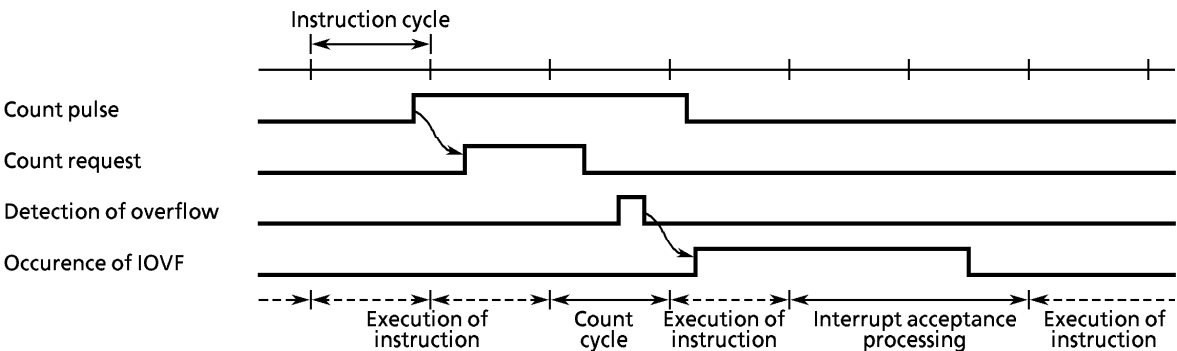 Instruction cycle
Count pulse
Count request
Detection of overflow
Occurence of IOVF
Execution of
instruction
Count
cycle
Execution of
instruction
Interrupt acceptance
processing
Execution of
instruction